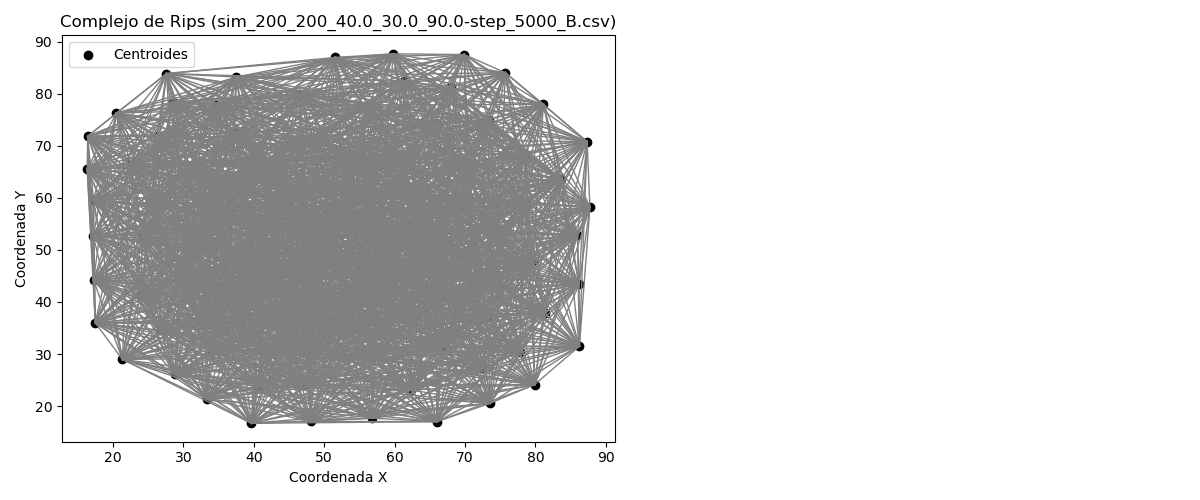 Complejo de Rips (sim_200_200_40.0_30.0_90.0-step_5000_B.csv)
Centroides
90
80
70
60
50
40
30
20
Coordenada Y
20 30 40 50 60 70 80 90
Coordenada X